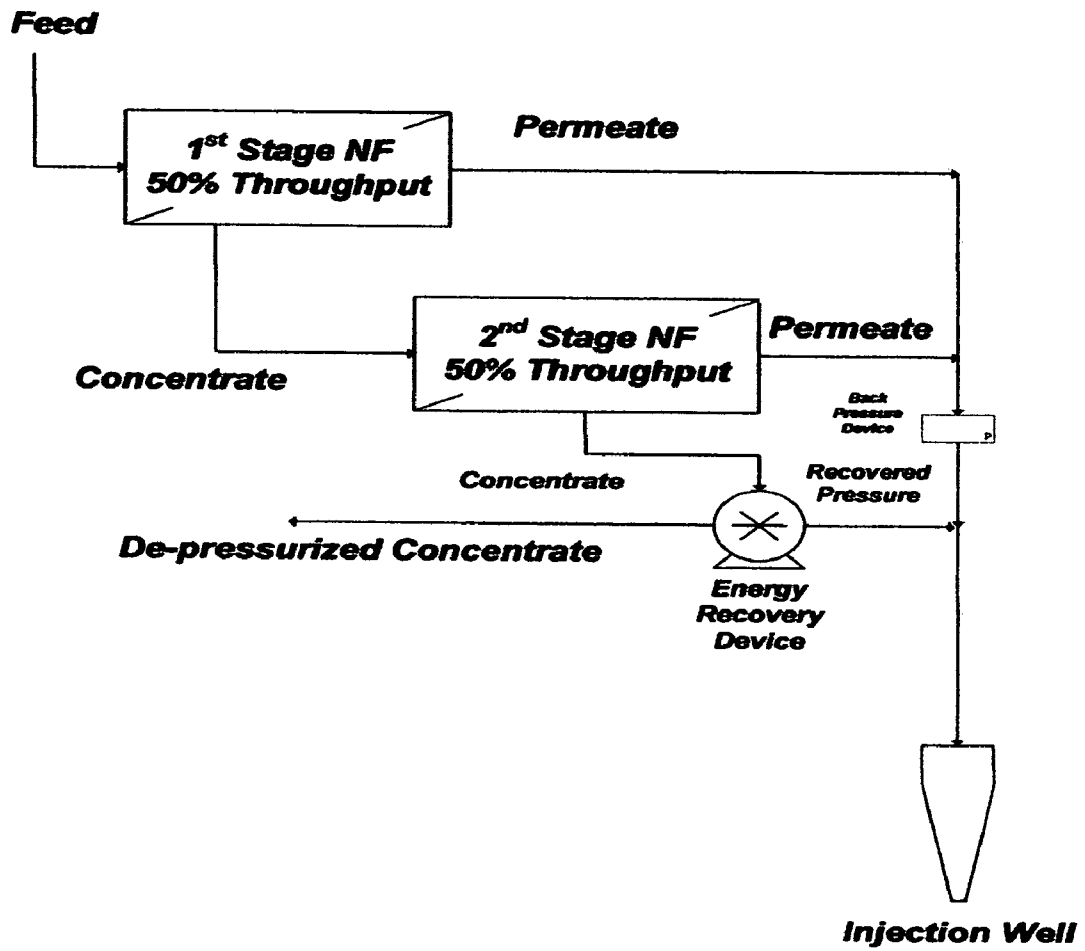 Feed
1st Stage NF
50% Throughput
Permeate
2nd Stage NF
50% Throughput
Permeate
Concentrate
Back
Pressure
Device
P
Concentrate
Recovered
Pressure
De-pressurized Concentrate
Energy
Recovery
Device
Injection Well